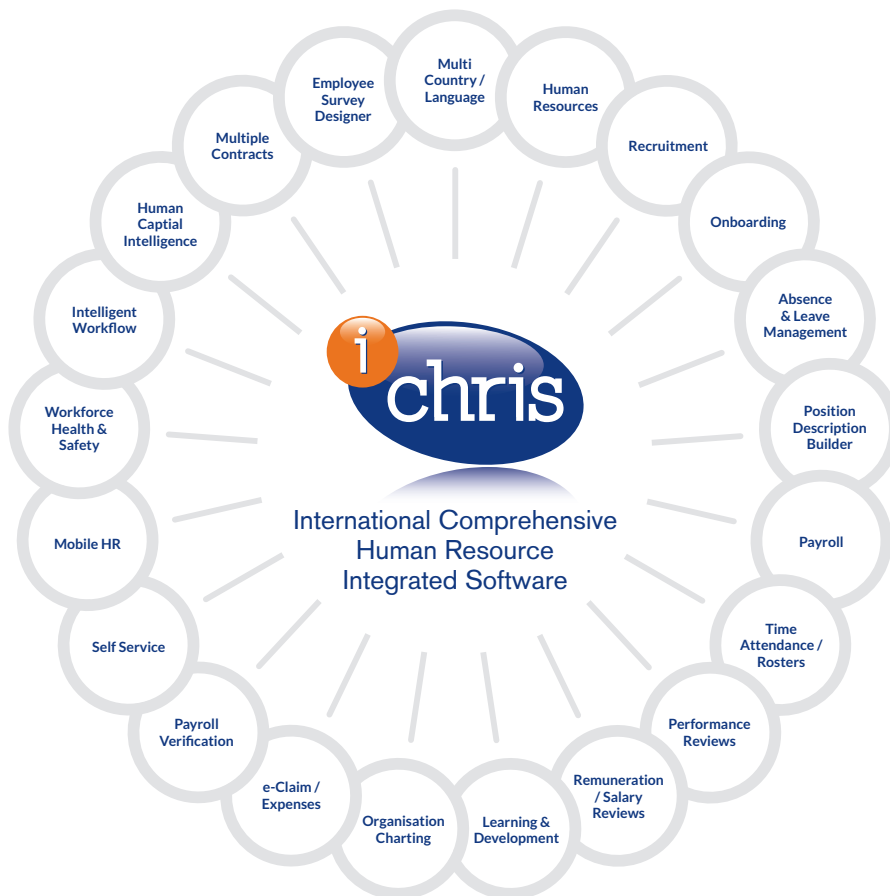 Multi
Country /
Language
Human
Resources
Recruitment
Onboarding
Absence
& Leave
Management
Position
Description
Builder
Payroll
Time
Attendance /
Rosters
Performance
Reviews
Remuneration
/ Salary
Reviews
Learning &
Development
Organisation
Charting
e-Claim /
Expenses
Payroll
Verification
Self Service
Mobile HR
Workforce
Health &
Safety
Intelligent
Workflow
Human
Captial
Intelligence
Multiple
Contracts
Employee
Survey
Designer
i chris
International Comprehensive
Human Resource
Integrated Software